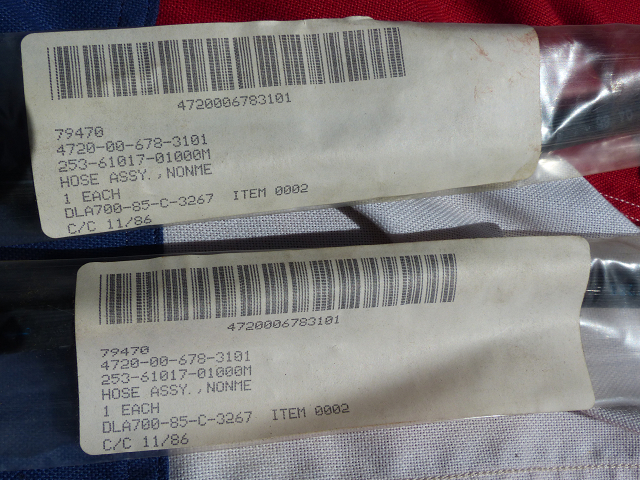 4720006783101
79470
4720-00-678-3101
253-61017-01000M
HOSE ASSY.,NONME
1 EACH
DLA700-85-C-3267 ITEM 0002
C/C 11/86
4720006783101
79470
4720-00-678-3101
253-61017-01000M
HOSE ASSY.,NONME
1 EACH
DLA700-85-C-3267 ITEM 0002
C/C 11/86